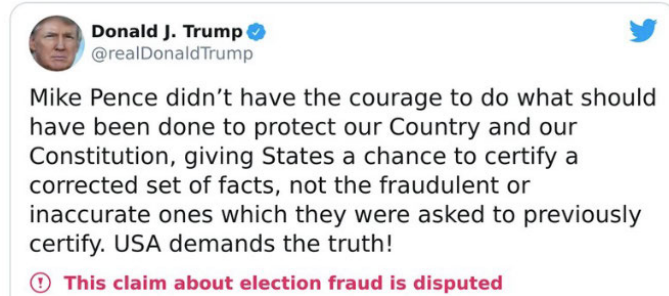 Donald J. Trump
@realDonaldTrump
Mike Pence didn’t have the courage to do what should
have been done to protect our Country and our
Constitution, giving States a chance to certify a
corrected set of facts, not the fraudulent or
inaccurate ones which they were asked to previously
certify. USA demands the truth!
This claim about election fraud is disputed